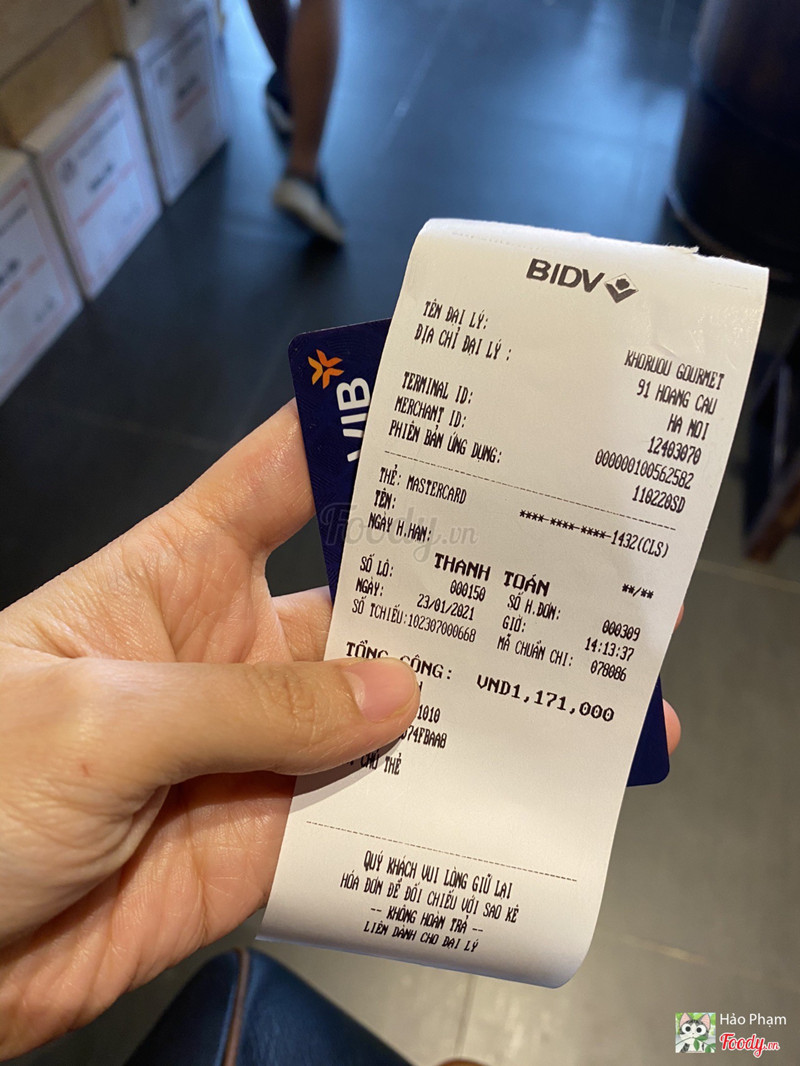 BIDV
TÊN ĐẠI LÝ:
KHORUOU GOURMET
ĐỊA CHỈ ĐẠI LÝ :
91 HOANG CAU
HA NOI
TERMINAL ID:
12403070
MERCHANT ID:
000000100562582
PHIÊN BẢN ỨNG DỤNG:
110220SD
THẺ: MASTERCARD
TÊN:
**** **** **** 1432(CLS)
NGÀY H.HẠN:
**/**
THANH TOÁN
SỐ LÔ: 000150 SỐ H.ĐƠN: 000309
NGÀY: 23/01/2021 GIỜ: 14:13:37
SỐ TCHIẾU:102307000668 MÃ CHUẨN CHI: 078086
TỔNG CỘNG: VND1,171,000
1010
74FBAA8
CHỦ THẺ
QUÝ KHÁCH VUI LÒNG GIỮ LẠI
HÓA ĐƠN ĐỂ ĐỐI CHIẾU VỚI SAO KÊ
-- KHÔNG HOÀN TRẢ --
LIÊN DÀNH CHO ĐẠI LÝ
VIB
Foody.vn
Hảo Phạm
Foody.vn